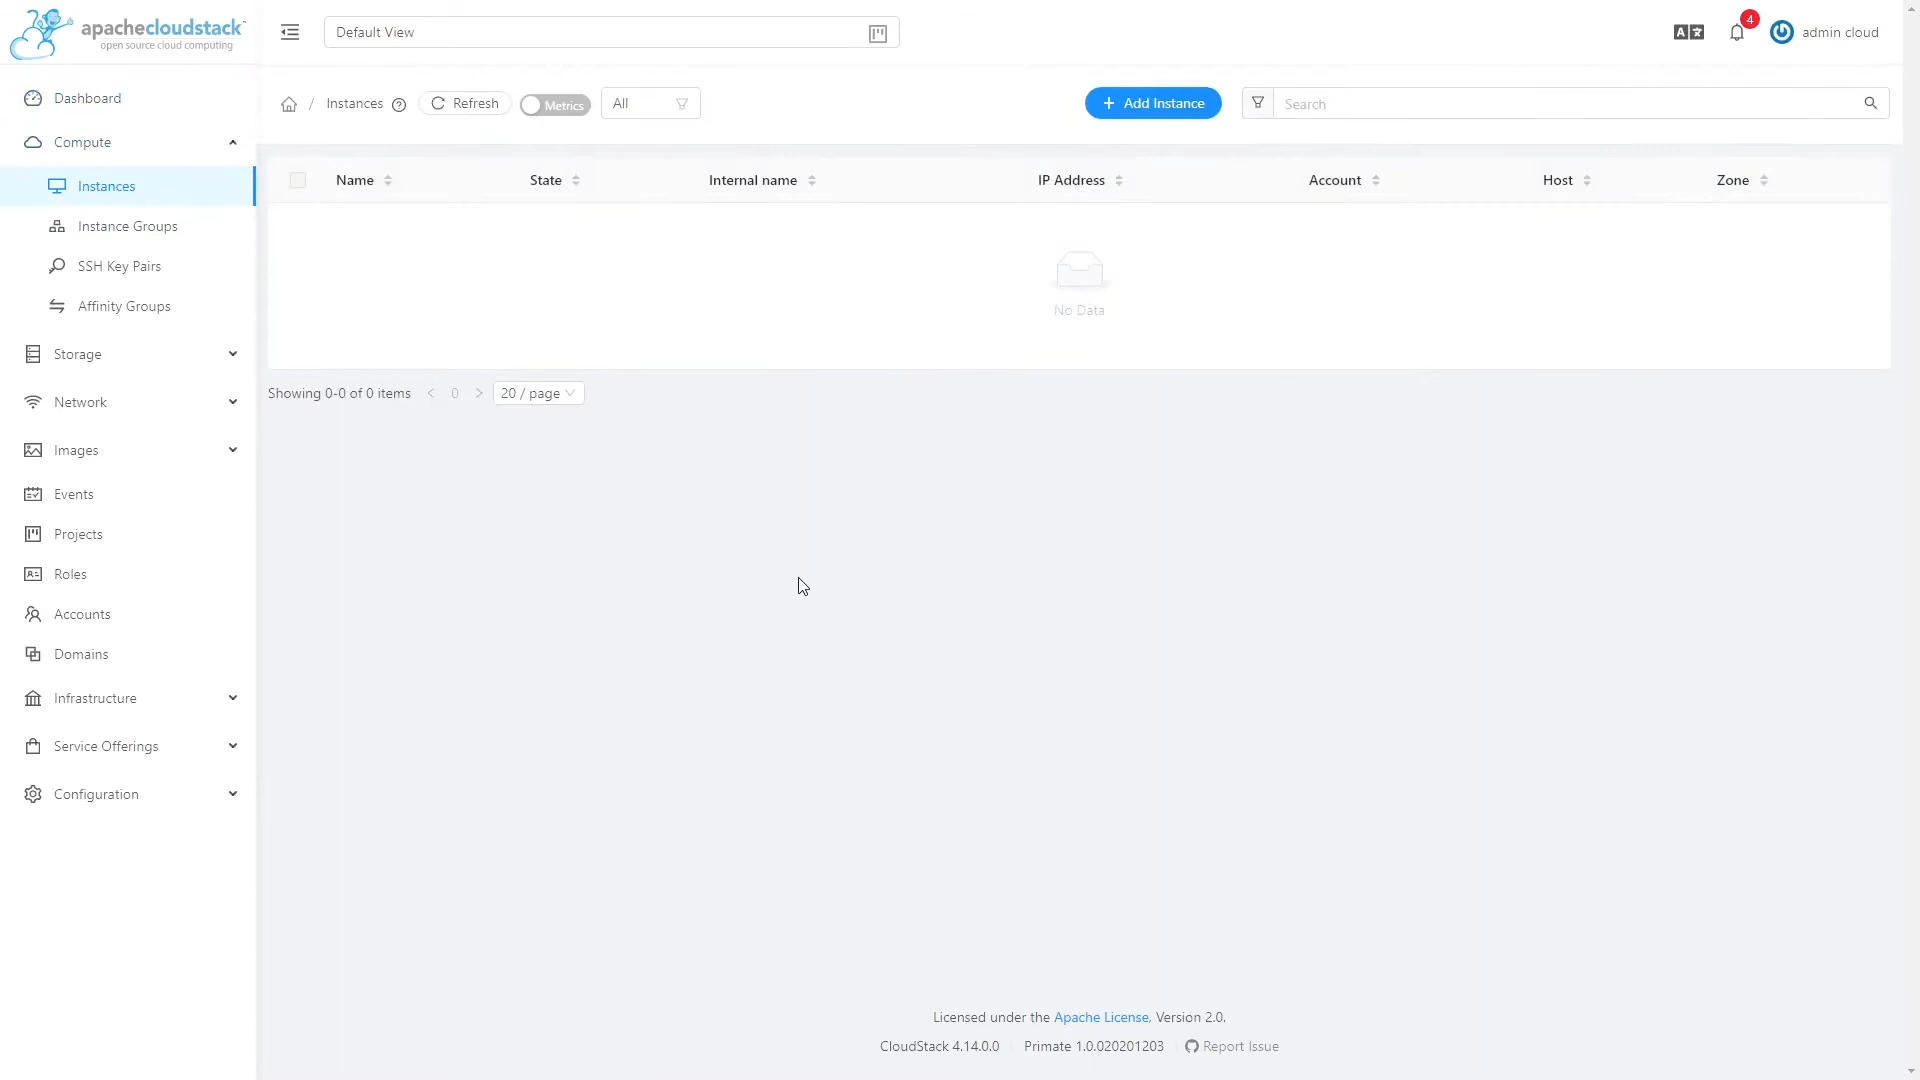 apachecloudstack™
open source cloud computing
Default View
4
admin cloud
Dashboard
Compute
Instances
Instance Groups
SSH Key Pairs
Affinity Groups
Storage
Network
Images
Events
Projects
Roles
Accounts
Domains
Infrastructure
Service Offerings
Configuration
/ Instances Refresh Metrics All
+ Add Instance Search
Name State Internal name IP Address Account Host Zone
No Data
Showing 0-0 of 0 items < 0 > 20 / page
Licensed under the Apache License, Version 2.0.
CloudStack 4.14.0.0 Primate 1.0.020201203 Report Issue